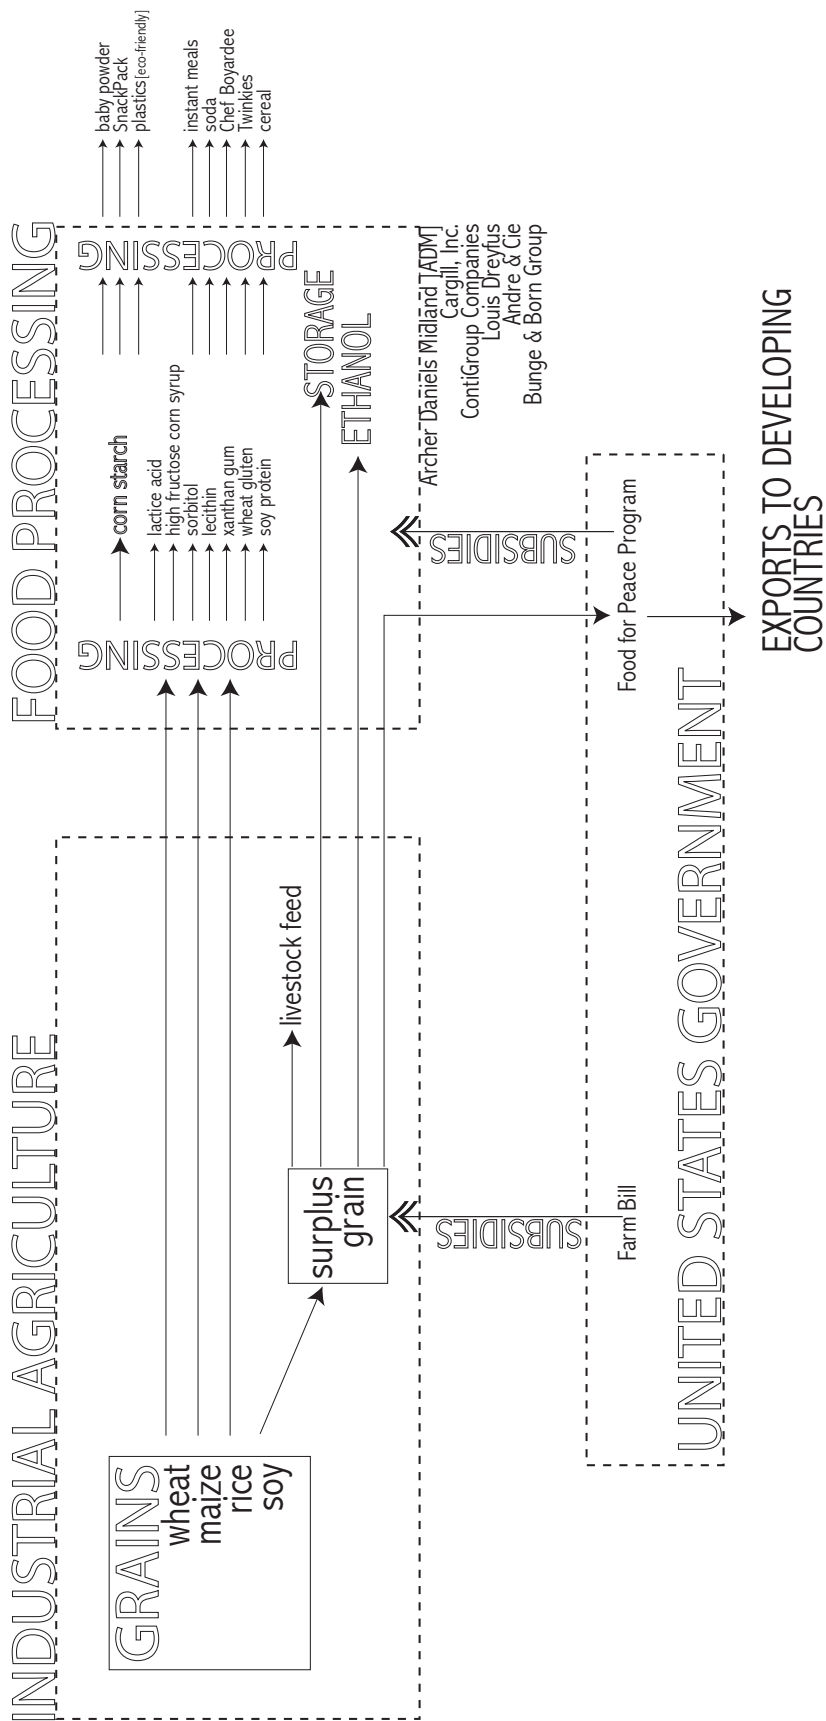 INDUSTRIAL AGRICULTURE
GRAINS
wheat
maize
rice
soy
surplus
grain
livestock feed
FOOD PROCESSING
PROCESSING
corn starch
lactice acid
high fructose corn syrup
sorbitol
lecithin
xanthan gum
wheat gluten
soy protein
PROCESSING
baby powder
SnackPack
plastics [eco-friendly]
instant meals
soda
Chef Boyardee
Twinkies
cereal
STORAGE
ETHANOL
Archer Daniels Midland [ADM]
Cargill, Inc.
ContiGroup Companies
Louis Dreyfus
Andre & Cie
Bunge & Born Group
SUBSIDIES
SUBSIDIES
Farm Bill
Food for Peace Program
UNITED STATES GOVERNMENT
EXPORTS TO DEVELOPING
COUNTRIES